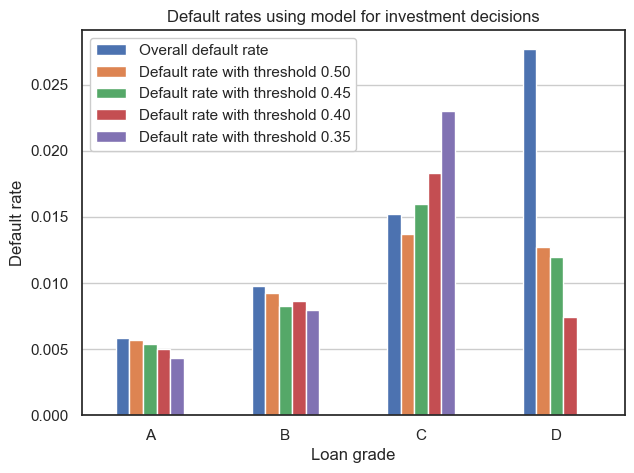 Default rates using model for investment decisions
Overall default rate
Default rate with threshold 0.50
Default rate with threshold 0.45
Default rate with threshold 0.40
Default rate with threshold 0.35
Default rate
0.025
0.020
0.015
0.010
0.005
0.000
A B C D
Loan grade